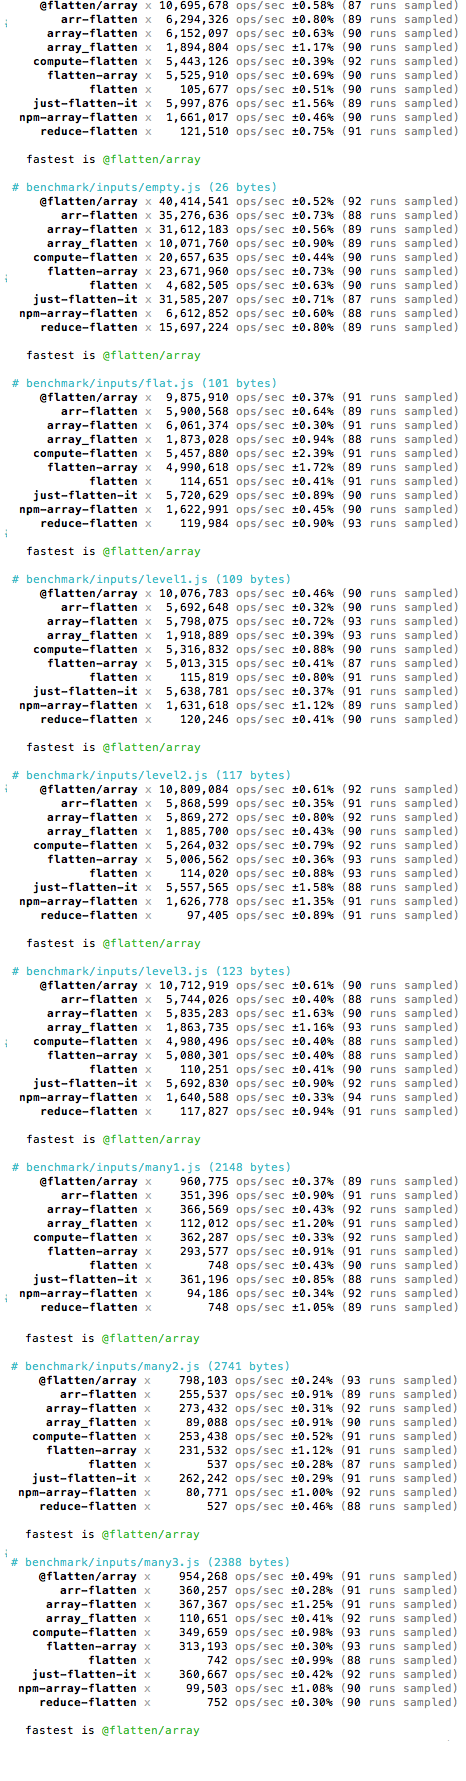 @flatten/array x 10,695,678 ops/sec ±0.58% (87 runs sampled)
arr-flatten x 6,294,326 ops/sec ±0.80% (89 runs sampled)
array-flatten x 6,152,097 ops/sec ±0.63% (90 runs sampled)
array_flatten x 1,894,804 ops/sec ±1.17% (90 runs sampled)
compute-flatten x 5,443,126 ops/sec ±0.39% (92 runs sampled)
flatten-array x 5,525,910 ops/sec ±0.69% (90 runs sampled)
flatten x 105,677 ops/sec ±0.51% (90 runs sampled)
just-flatten-it x 5,997,876 ops/sec ±1.56% (89 runs sampled)
npm-array-flatten x 1,661,017 ops/sec ±0.46% (90 runs sampled)
reduce-flatten x 121,510 ops/sec ±0.75% (91 runs sampled)
fastest is @flatten/array
# benchmark/inputs/empty.js (26 bytes)
@flatten/array x 40,414,541 ops/sec ±0.52% (92 runs sampled)
arr-flatten x 35,276,636 ops/sec ±0.73% (88 runs sampled)
array-flatten x 31,612,183 ops/sec ±0.56% (89 runs sampled)
array_flatten x 10,071,760 ops/sec ±0.90% (89 runs sampled)
compute-flatten x 20,657,635 ops/sec ±0.44% (90 runs sampled)
flatten-array x 23,671,960 ops/sec ±0.73% (90 runs sampled)
flatten x 4,682,505 ops/sec ±0.63% (90 runs sampled)
just-flatten-it x 31,585,207 ops/sec ±0.71% (87 runs sampled)
npm-array-flatten x 6,612,852 ops/sec ±0.60% (88 runs sampled)
reduce-flatten x 15,697,224 ops/sec ±0.80% (89 runs sampled)
fastest is @flatten/array
# benchmark/inputs/flat.js (101 bytes)
@flatten/array x 9,875,910 ops/sec ±0.37% (91 runs sampled)
arr-flatten x 5,900,568 ops/sec ±0.64% (89 runs sampled)
array-flatten x 6,061,374 ops/sec ±0.30% (91 runs sampled)
array_flatten x 1,873,028 ops/sec ±0.94% (88 runs sampled)
compute-flatten x 5,457,880 ops/sec ±2.39% (91 runs sampled)
flatten-array x 4,990,618 ops/sec ±1.72% (89 runs sampled)
flatten x 114,651 ops/sec ±0.41% (91 runs sampled)
just-flatten-it x 5,720,629 ops/sec ±0.89% (90 runs sampled)
npm-array-flatten x 1,622,991 ops/sec ±0.45% (90 runs sampled)
reduce-flatten x 119,984 ops/sec ±0.90% (93 runs sampled)
fastest is @flatten/array
# benchmark/inputs/level1.js (109 bytes)
@flatten/array x 10,076,783 ops/sec ±0.46% (90 runs sampled)
arr-flatten x 5,692,648 ops/sec ±0.32% (90 runs sampled)
array-flatten x 5,798,075 ops/sec ±0.72% (93 runs sampled)
array_flatten x 1,918,889 ops/sec ±0.39% (93 runs sampled)
compute-flatten x 5,316,832 ops/sec ±0.88% (90 runs sampled)
flatten-array x 5,013,315 ops/sec ±0.41% (87 runs sampled)
flatten x 115,819 ops/sec ±0.80% (91 runs sampled)
just-flatten-it x 5,638,781 ops/sec ±0.37% (91 runs sampled)
npm-array-flatten x 1,631,618 ops/sec ±1.12% (89 runs sampled)
reduce-flatten x 120,246 ops/sec ±0.41% (90 runs sampled)
fastest is @flatten/array
# benchmark/inputs/level2.js (117 bytes)
@flatten/array x 10,809,084 ops/sec ±0.61% (92 runs sampled)
arr-flatten x 5,868,599 ops/sec ±0.35% (91 runs sampled)
array-flatten x 5,869,272 ops/sec ±0.80% (92 runs sampled)
array_flatten x 1,885,700 ops/sec ±0.43% (90 runs sampled)
compute-flatten x 5,264,032 ops/sec ±0.79% (92 runs sampled)
flatten-array x 5,006,562 ops/sec ±0.36% (93 runs sampled)
flatten x 114,020 ops/sec ±0.88% (93 runs sampled)
just-flatten-it x 5,557,565 ops/sec ±1.58% (88 runs sampled)
npm-array-flatten x 1,626,778 ops/sec ±1.35% (91 runs sampled)
reduce-flatten x 97,405 ops/sec ±0.89% (91 runs sampled)
fastest is @flatten/array
# benchmark/inputs/level3.js (123 bytes)
@flatten/array x 10,712,919 ops/sec ±0.61% (90 runs sampled)
arr-flatten x 5,744,026 ops/sec ±0.40% (88 runs sampled)
array-flatten x 5,835,283 ops/sec ±1.63% (90 runs sampled)
array_flatten x 1,863,735 ops/sec ±1.16% (93 runs sampled)
compute-flatten x 4,980,496 ops/sec ±0.40% (88 runs sampled)
flatten-array x 5,080,301 ops/sec ±0.40% (88 runs sampled)
flatten x 110,251 ops/sec ±0.41% (90 runs sampled)
just-flatten-it x 5,692,830 ops/sec ±0.90% (92 runs sampled)
npm-array-flatten x 1,640,588 ops/sec ±0.33% (94 runs sampled)
reduce-flatten x 117,827 ops/sec ±0.94% (91 runs sampled)
fastest is @flatten/array
# benchmark/inputs/many1.js (2148 bytes)
@flatten/array x 960,775 ops/sec ±0.37% (89 runs sampled)
arr-flatten x 351,396 ops/sec ±0.90% (91 runs sampled)
array-flatten x 366,569 ops/sec ±0.43% (92 runs sampled)
array_flatten x 112,012 ops/sec ±1.20% (91 runs sampled)
compute-flatten x 362,287 ops/sec ±0.33% (92 runs sampled)
flatten-array x 293,577 ops/sec ±0.91% (91 runs sampled)
flatten x 748 ops/sec ±0.43% (90 runs sampled)
just-flatten-it x 361,196 ops/sec ±0.85% (88 runs sampled)
npm-array-flatten x 94,186 ops/sec ±0.34% (92 runs sampled)
reduce-flatten x 748 ops/sec ±1.05% (89 runs sampled)
fastest is @flatten/array
# benchmark/inputs/many2.js (2741 bytes)
@flatten/array x 798,103 ops/sec ±0.24% (93 runs sampled)
arr-flatten x 255,537 ops/sec ±0.91% (89 runs sampled)
array-flatten x 273,432 ops/sec ±0.31% (92 runs sampled)
array_flatten x 89,088 ops/sec ±0.91% (90 runs sampled)
compute-flatten x 253,438 ops/sec ±0.52% (91 runs sampled)
flatten-array x 231,532 ops/sec ±1.12% (91 runs sampled)
flatten x 537 ops/sec ±0.28% (87 runs sampled)
just-flatten-it x 262,242 ops/sec ±0.29% (91 runs sampled)
npm-array-flatten x 80,771 ops/sec ±1.00% (92 runs sampled)
reduce-flatten x 527 ops/sec ±0.46% (88 runs sampled)
fastest is @flatten/array
# benchmark/inputs/many3.js (2388 bytes)
@flatten/array x 954,268 ops/sec ±0.49% (91 runs sampled)
arr-flatten x 360,257 ops/sec ±0.28% (91 runs sampled)
array-flatten x 367,367 ops/sec ±1.25% (91 runs sampled)
array_flatten x 110,651 ops/sec ±0.41% (92 runs sampled)
compute-flatten x 349,659 ops/sec ±0.98% (93 runs sampled)
flatten-array x 313,193 ops/sec ±0.30% (93 runs sampled)
flatten x 742 ops/sec ±0.99% (88 runs sampled)
just-flatten-it x 360,667 ops/sec ±0.42% (92 runs sampled)
npm-array-flatten x 99,503 ops/sec ±1.08% (90 runs sampled)
reduce-flatten x 752 ops/sec ±0.30% (90 runs sampled)
fastest is @flatten/array